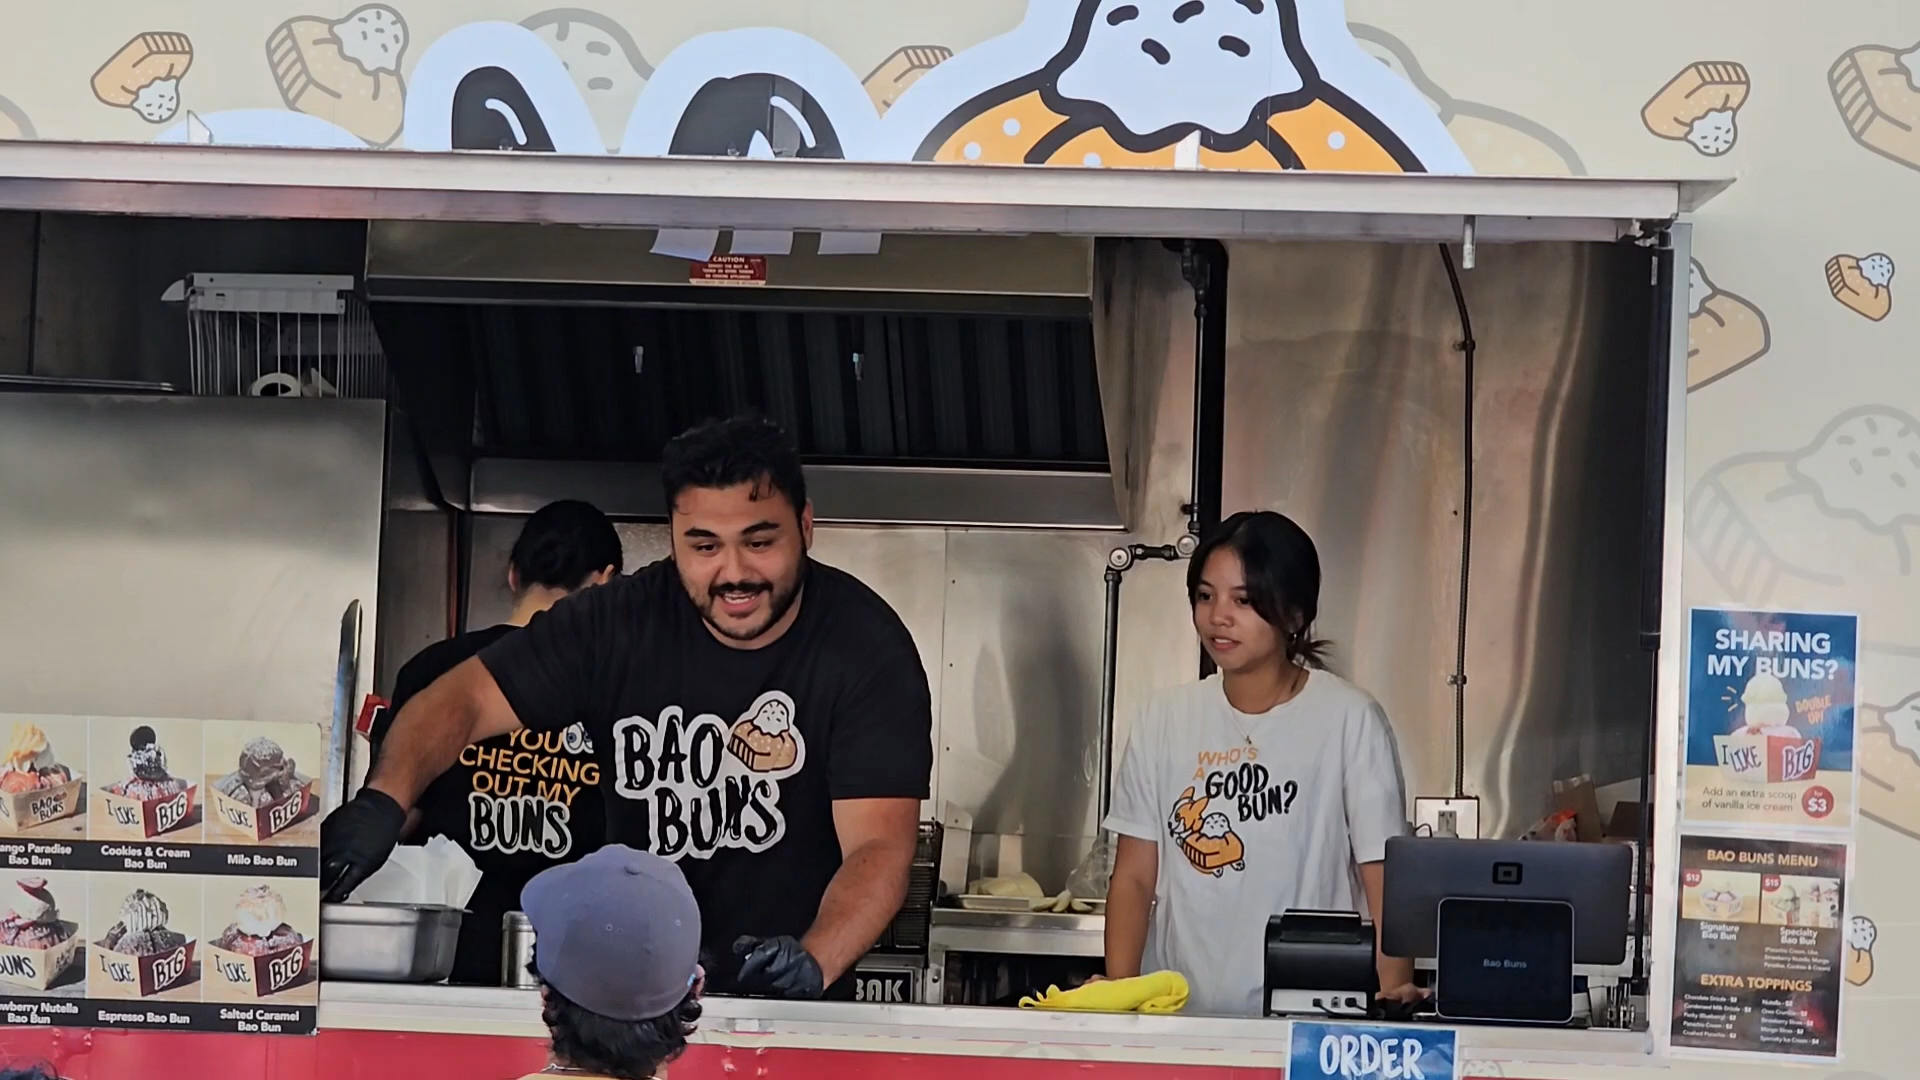 CAUTION
YOU
CHECKING
OUT MY
BUNS
BAO
BUNS
WHO'S
A GOOD
BUN?
BAO BUNS
I LIKE BIG
I LIKE BIG
Paradise
Bao Bun
Cookies & Cream
Bao Bun
Milo Bao Bun
BUNS
I LIKE BIG
I LIKE BIG
Nutella
Bao Bun
Espresso Bao Bun
Salted Caramel
Bao Bun
Bao Buns
ORDER
SHARING
MY BUNS?
DOUBLE
UP!
I LIKE BIG
Add an extra scoop
of vanilla ice cream
for
$3
BAO BUNS MENU
$12
$15
Signature
Bao Bun
Specialty
Bao Bun
EXTRA TOPPINGS